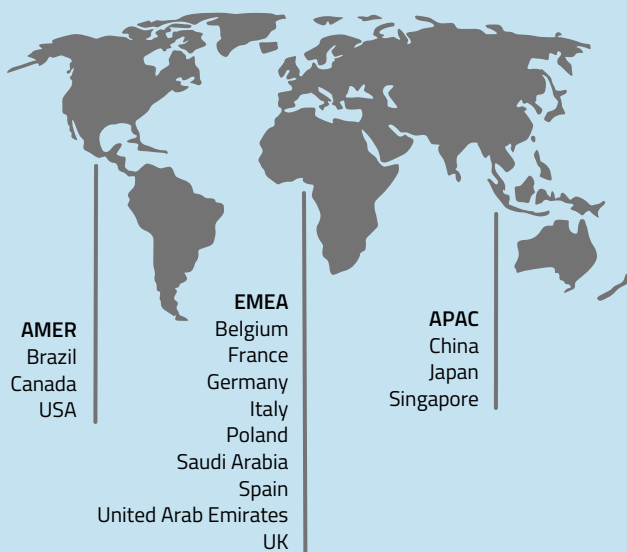 AMER
Brazil
Canada
USA
EMEA
Belgium
France
Germany
Italy
Poland
Saudi Arabia
Spain
United Arab Emirates
UK
APAC
China
Japan
Singapore